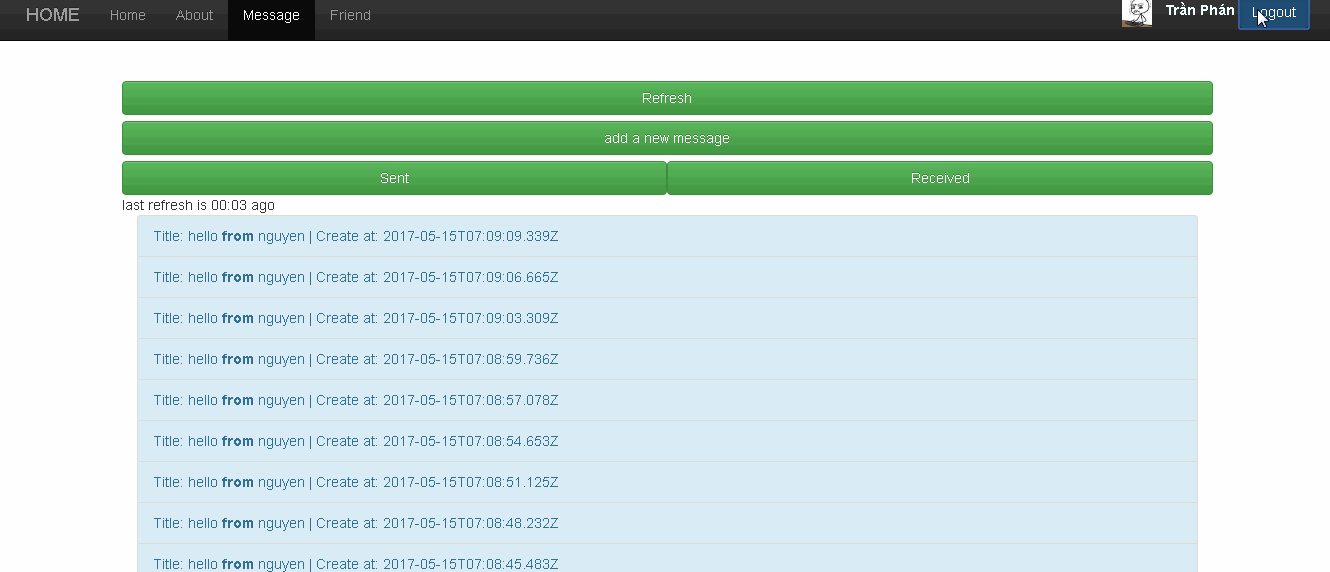 HOME Home About Message Friend Tràn Phán Logout
Refresh
add a new message
Sent Received
last refresh is 00:03 ago
Title: hello from nguyen | Create at: 2017-05-15T07:09:09.339Z
Title: hello from nguyen | Create at: 2017-05-15T07:09:06.665Z
Title: hello from nguyen | Create at: 2017-05-15T07:09:03.309Z
Title: hello from nguyen | Create at: 2017-05-15T07:08:59.736Z
Title: hello from nguyen | Create at: 2017-05-15T07:08:57.078Z
Title: hello from nguyen | Create at: 2017-05-15T07:08:54.653Z
Title: hello from nguyen | Create at: 2017-05-15T07:08:51.125Z
Title: hello from nguyen | Create at: 2017-05-15T07:08:48.232Z
Title: hello from nguyen | Create at: 2017-05-15T07:08:45.483Z